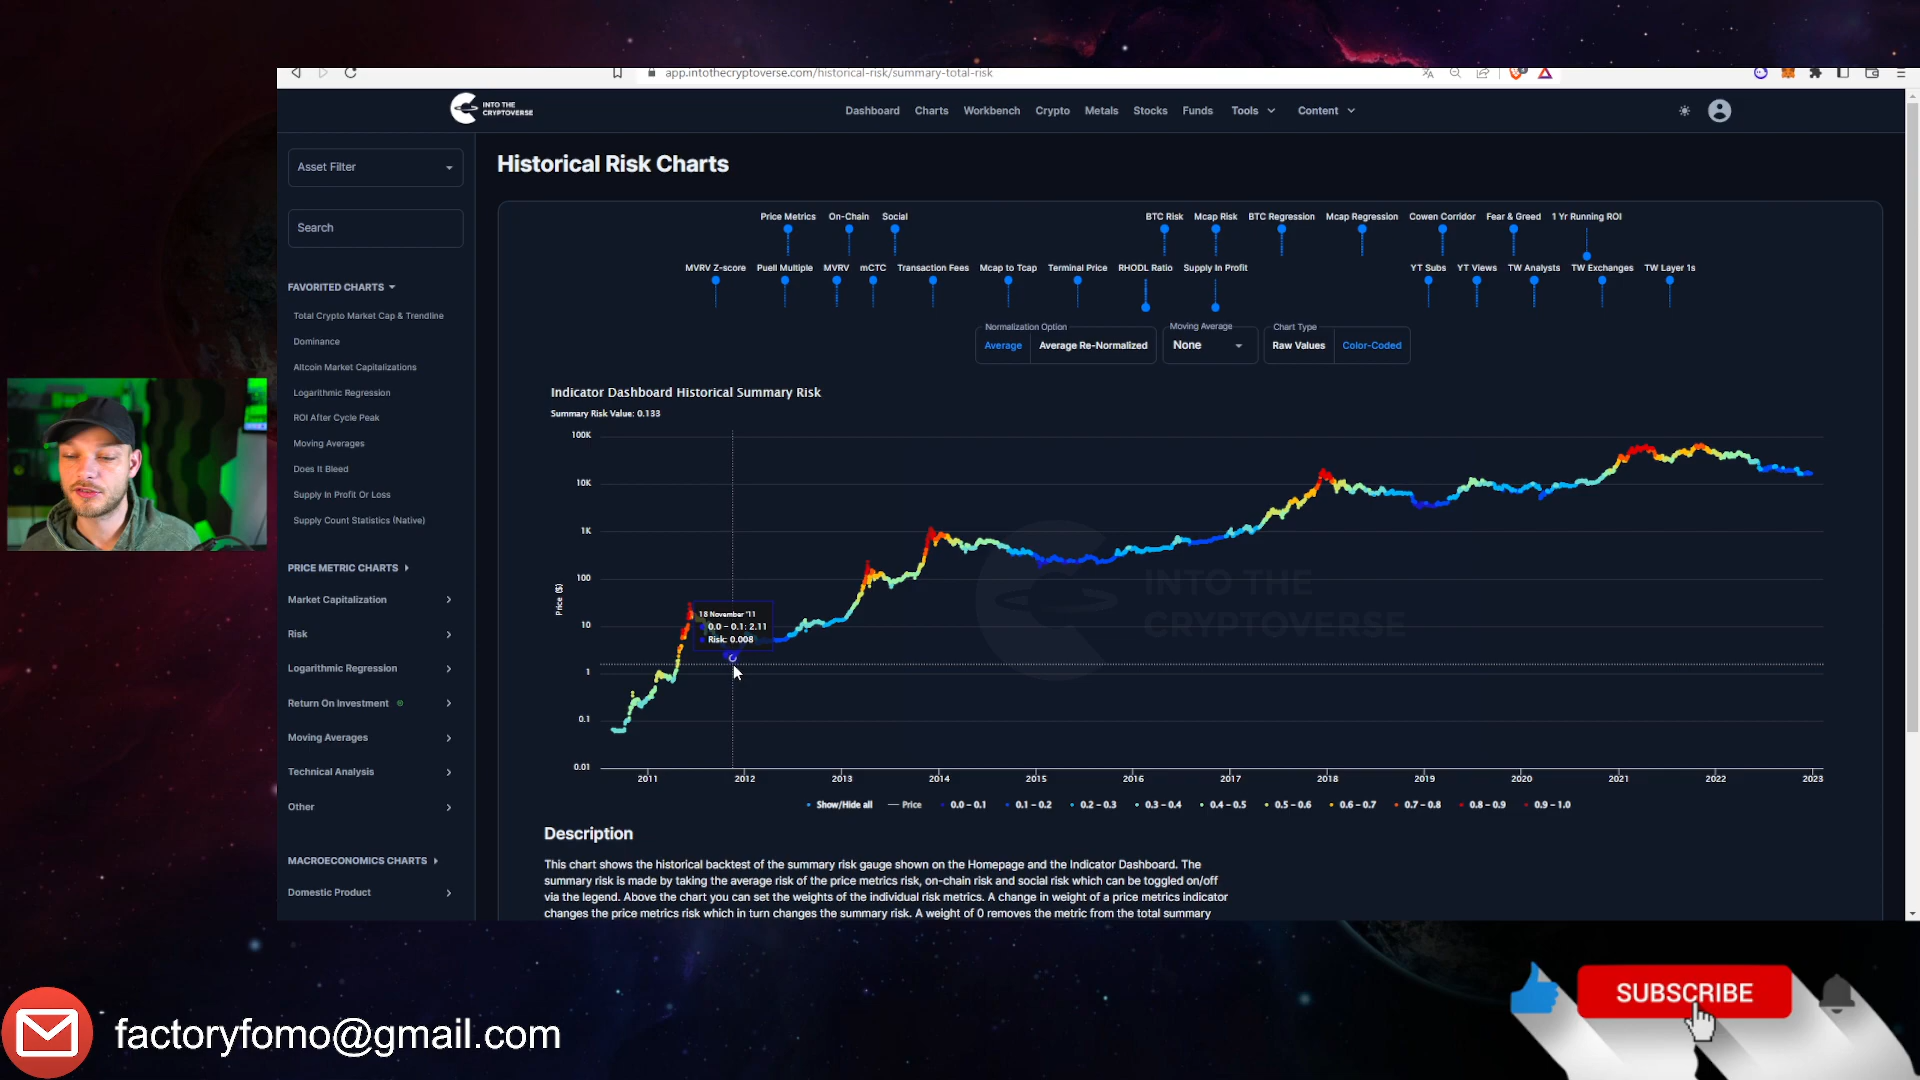 app.intothecryptoverse.com/historical-risk/summary-total-risk
INTO THE
CRYPTOVERSE
Dashboard Charts Workbench Crypto Metals Stocks Funds Tools Content
Asset Filter
Search
FAVORITED CHARTS
Total Crypto Market Cap & Trendline
Dominance
Altcoin Market Capitalizations
Logarithmic Regression
ROI After Cycle Peak
Moving Averages
Does It Bleed
Supply In Profit Or Loss
Supply Count Statistics (Native)
PRICE METRIC CHARTS
Market Capitalization
Risk
Logarithmic Regression
Return On Investment
Moving Averages
Technical Analysis
Other
MACROECONOMICS CHARTS
Domestic Product
Historical Risk Charts
Price Metrics On-Chain Social BTC Risk Mcap Risk BTC Regression Mcap Regression Cowen Corridor Fear & Greed 1 Yr Running ROI
MVRV Z-score Puell Multiple MVRV mCTC Transaction Fees Mcap to Tcap Terminal Price RHODL Ratio Supply In Profit YT Subs YT Views TW Analysts TW Exchanges TW Layer 1s
Normalization Option Moving Average Chart Type
Average Average Re-Normalized None Raw Values Color-Coded
Indicator Dashboard Historical Summary Risk
Summary Risk Value: 0.133
100K
10K
1K
100
10
1
0.1
0.01
Price ($)
18 November '11
0.0 – 0.1: 2.11
Risk: 0.008
INTO THE
CRYPTOVERSE
2011 2012 2013 2014 2015 2016 2017 2018 2019 2020 2021 2022 2023
Show/Hide all Price 0.0 – 0.1 0.1 – 0.2 0.2 – 0.3 0.3 – 0.4 0.4 – 0.5 0.5 – 0.6 0.6 – 0.7 0.7 – 0.8 0.8 – 0.9 0.9 – 1.0
Description
This chart shows the historical backtest of the summary risk gauge shown on the Homepage and the Indicator Dashboard. The
summary risk is made by taking the average risk of the price metrics risk, on-chain risk and social risk which can be toggled on/off
via the legend. Above the chart you can set the weights of the individual risk metrics. A change in weight of a price metrics indicator
changes the price metrics risk which in turn changes the summary risk. A weight of 0 removes the metric from the total summary
factoryfomo@gmail.com
SUBSCRIBE